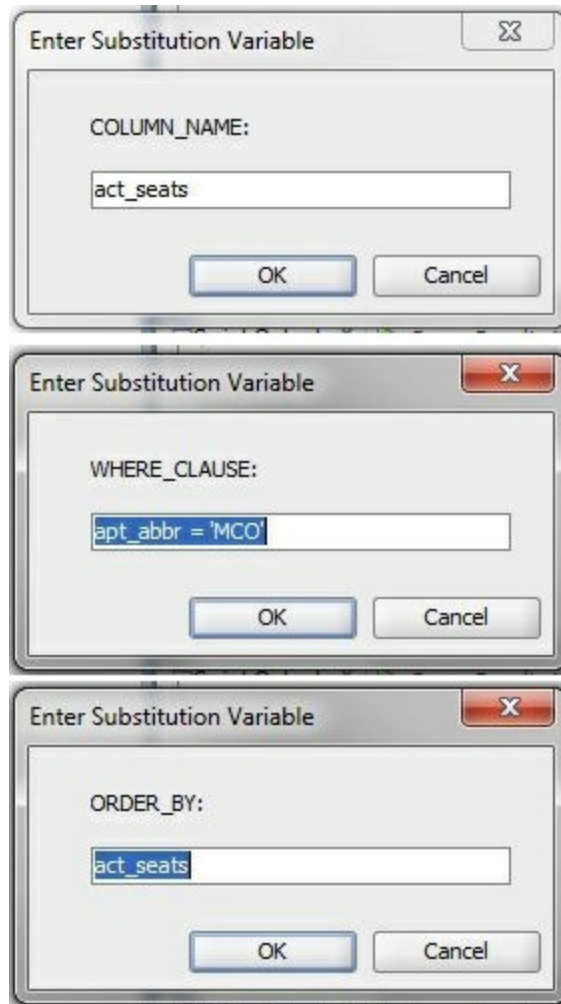 Enter Substitution Variable
COLUMN_NAME:
act_seats
OK Cancel
Enter Substitution Variable
WHERE_CLAUSE:
apt_abbr = 'MCO'
OK Cancel
Enter Substitution Variable
ORDER_BY:
act_seats
OK Cancel